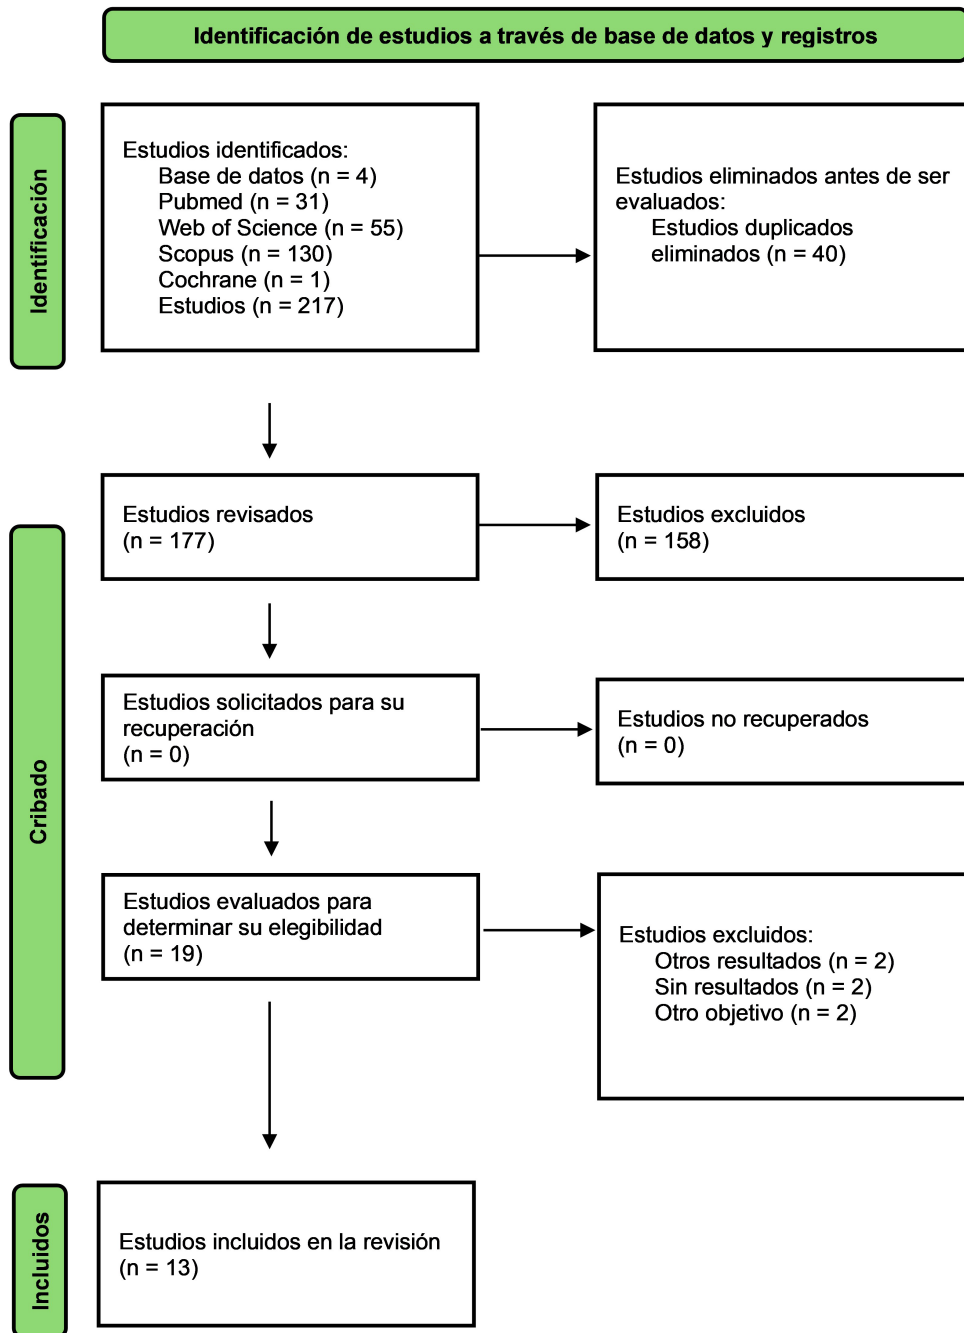 Identificación de estudios a través de base de datos y registros
Identificación
Estudios identificados:
Base de datos (n = 4)
Pubmed (n = 31)
Web of Science (n = 55)
Scopus (n = 130)
Cochrane (n = 1)
Estudios (n = 217)
Estudios eliminados antes de ser
evaluados:
Estudios duplicados
eliminados (n = 40)
Cribado
Estudios revisados
(n = 177)
Estudios excluidos
(n = 158)
Estudios solicitados para su
recuperación
(n = 0)
Estudios no recuperados
(n = 0)
Estudios evaluados para
determinar su elegibilidad
(n = 19)
Estudios excluidos:
Otros resultados (n = 2)
Sin resultados (n = 2)
Otro objetivo (n = 2)
Incluidos
Estudios incluidos en la revisión
(n = 13)